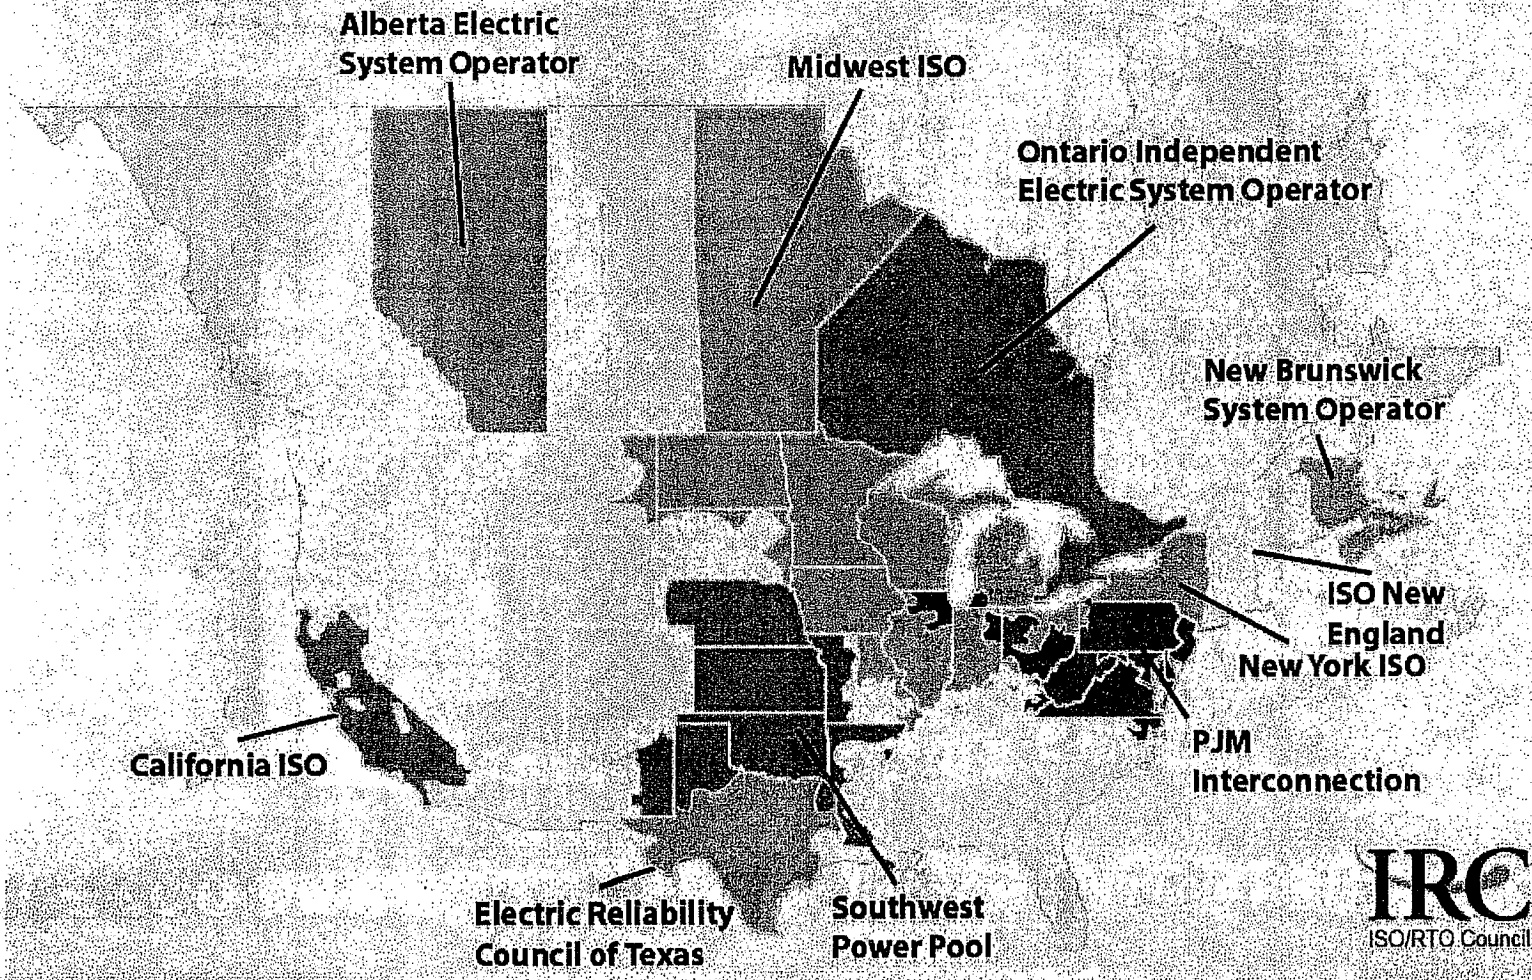 Alberta Electric
System Operator
Midwest ISO
Ontario Independent
Electric System Operator
New Brunswick
System Operator
ISO New
England
New York ISO
PJM
Interconnection
California ISO
Electric Reliability
Council of Texas
Southwest
Power Pool
IRC
ISO/RTO Council